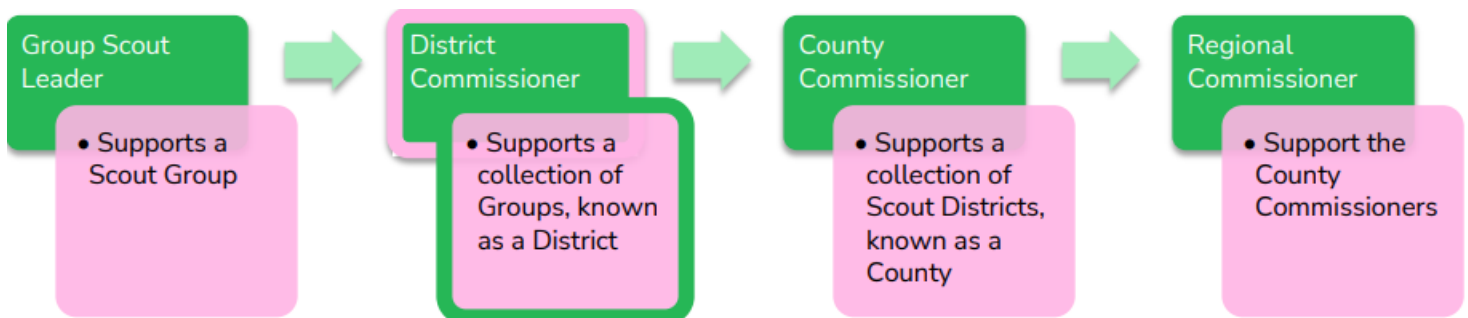 Group Scout
Leader
• Supports a
Scout Group
District
Commissioner
• Supports a
collection of
Groups, known
as a District
County
Commissioner
• Supports a
collection of
Scout Districts,
known as a
County
Regional
Commissioner
• Support the
County
Commissioners